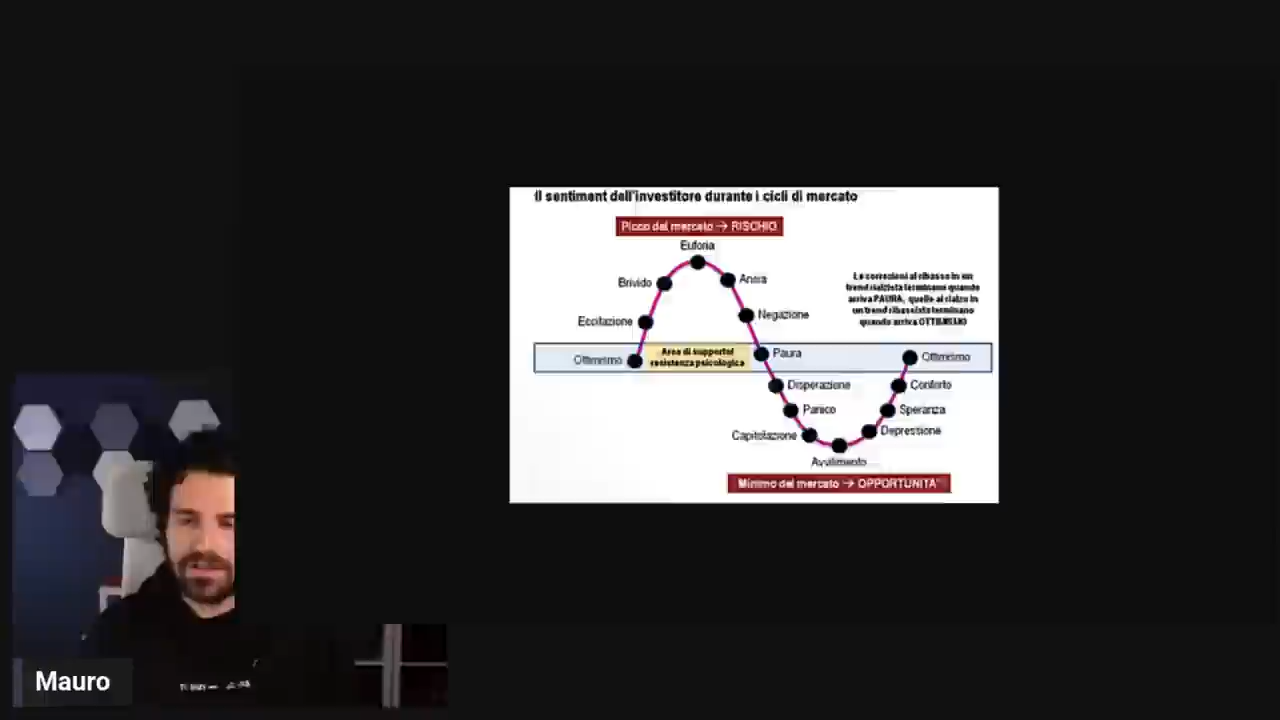 Il sentiment dell'investitore durante i cicli di mercato
Picco del mercato → RISCHIO
Euforia
Brivido
Ansia
Eccitazione
Negazione
Le correzioni al ribasso in un
trend rialzista terminano quando
arriva PAURA, quelle al rialzo in
un trend ribassista terminano
quando arriva OTTIMISMO
Ottimismo
Area di supporto/
resistenza psicologica
Paura
Ottimismo
Disperazione
Conforto
Panico
Speranza
Capitolazione
Depressione
Avvilimento
Minimo del mercato → OPPORTUNITA'
Mauro